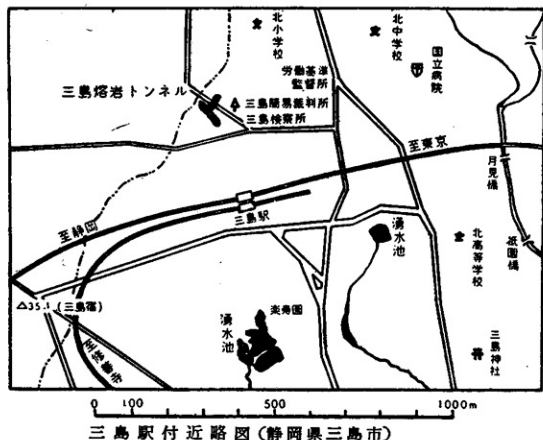 北小学校
北中学校
国立病院
労働基準
監督所
三島熔岩トンネル
三島簡易裁判所
三島検察所
至東京
月見橋
三島駅
至静岡
湧水池
北高等学校
祇園橋
△35.1(三島宿)
楽寿園
湧水池
至修善寺
三島神社
0 100 500 1000m
三島駅付近略図(静岡県三島市)